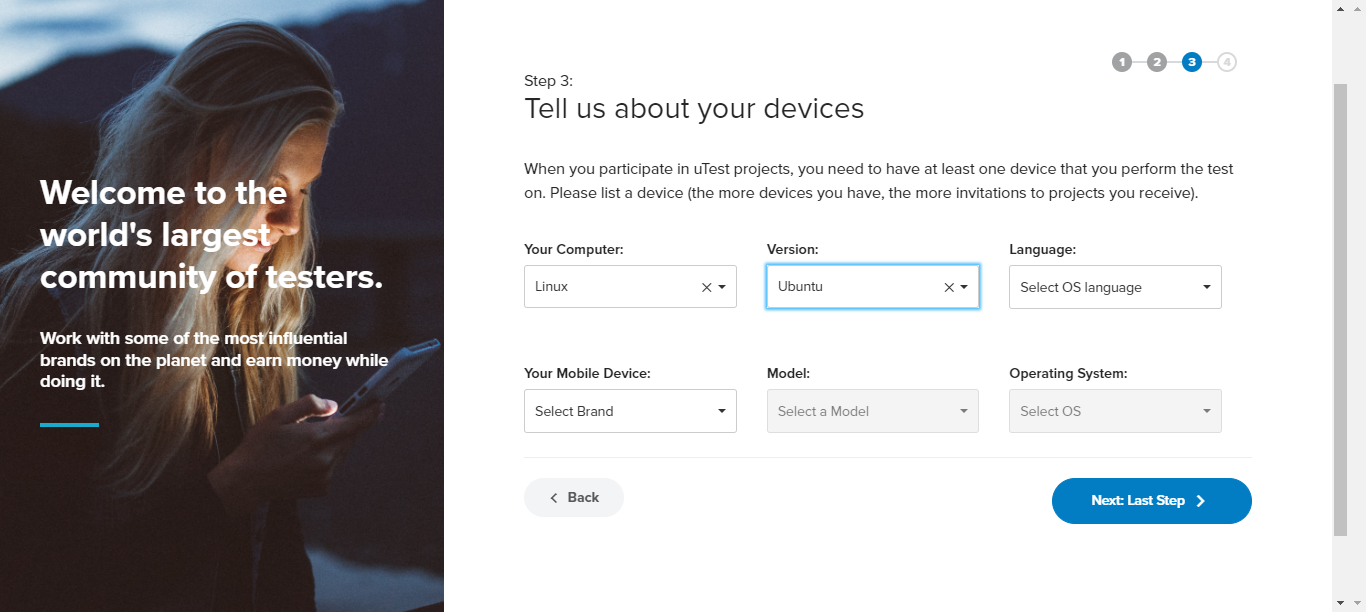 Welcome to the
world's largest
community of testers.
Work with some of the most influential
brands on the planet and earn money while
doing it.
1 2 3 4
Step 3:
Tell us about your devices
When you participate in uTest projects, you need to have at least one device that you perform the test
on. Please list a device (the more devices you have, the more invitations to projects you receive).
Your Computer: Version: Language:
Linux Ubuntu Select OS language
Your Mobile Device: Model: Operating System:
Select Brand Select a Model Select OS
Back Next: Last Step